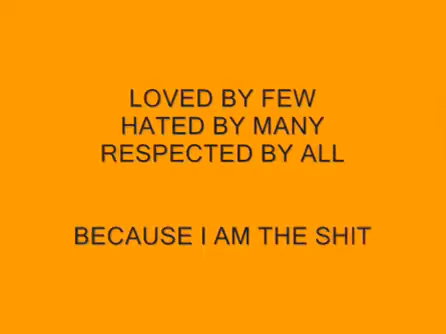 LOVED BY FEW
HATED BY MANY
RESPECTED BY ALL
BECAUSE I AM THE SHIT